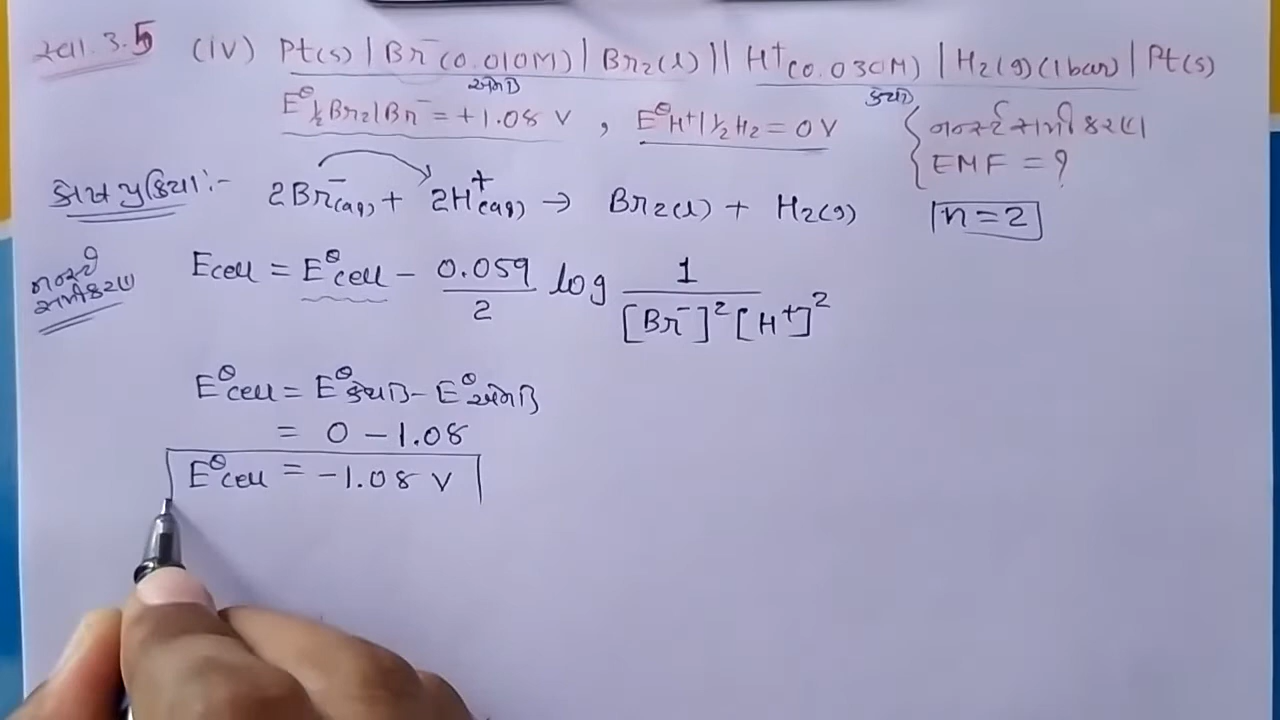 સ્વા. 3.5 (iv) Pt(s) | Br⁻(0.010M) | Br₂(l) || H⁺(0.030M) | H₂(g)(1bar) | Pt(s)
એનોડ કેથોડ
E⊖½Br₂|Br⁻ = +1.08 V , E⊖H⁺|½H₂ = 0V { નર્ન્સ્ટ સમીકરણ
EMF = ?
કોષ પ્રક્રિયા :- 2Br⁻(aq) + 2H⁺(aq) → Br₂(l) + H₂(g) n=2
નર્ન્સ્ટ સમીકરણ Ecell = E⊖cell - 0.059/2 log 1/[Br⁻]²[H⁺]²
E⊖cell = E⊖કેથોડ - E⊖એનોડ
= 0 - 1.08
E⊖cell = -1.08 V